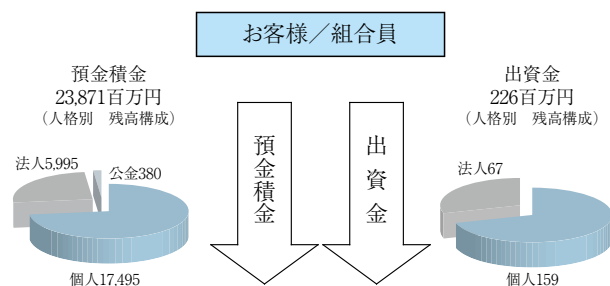 お客様／組合員
預金積金
23,871百万円
（人格別　残高構成）
法人5,995
公金380
個人17,495
預金積金
出資金
出資金
226百万円
（人格別　残高構成）
法人67
個人159